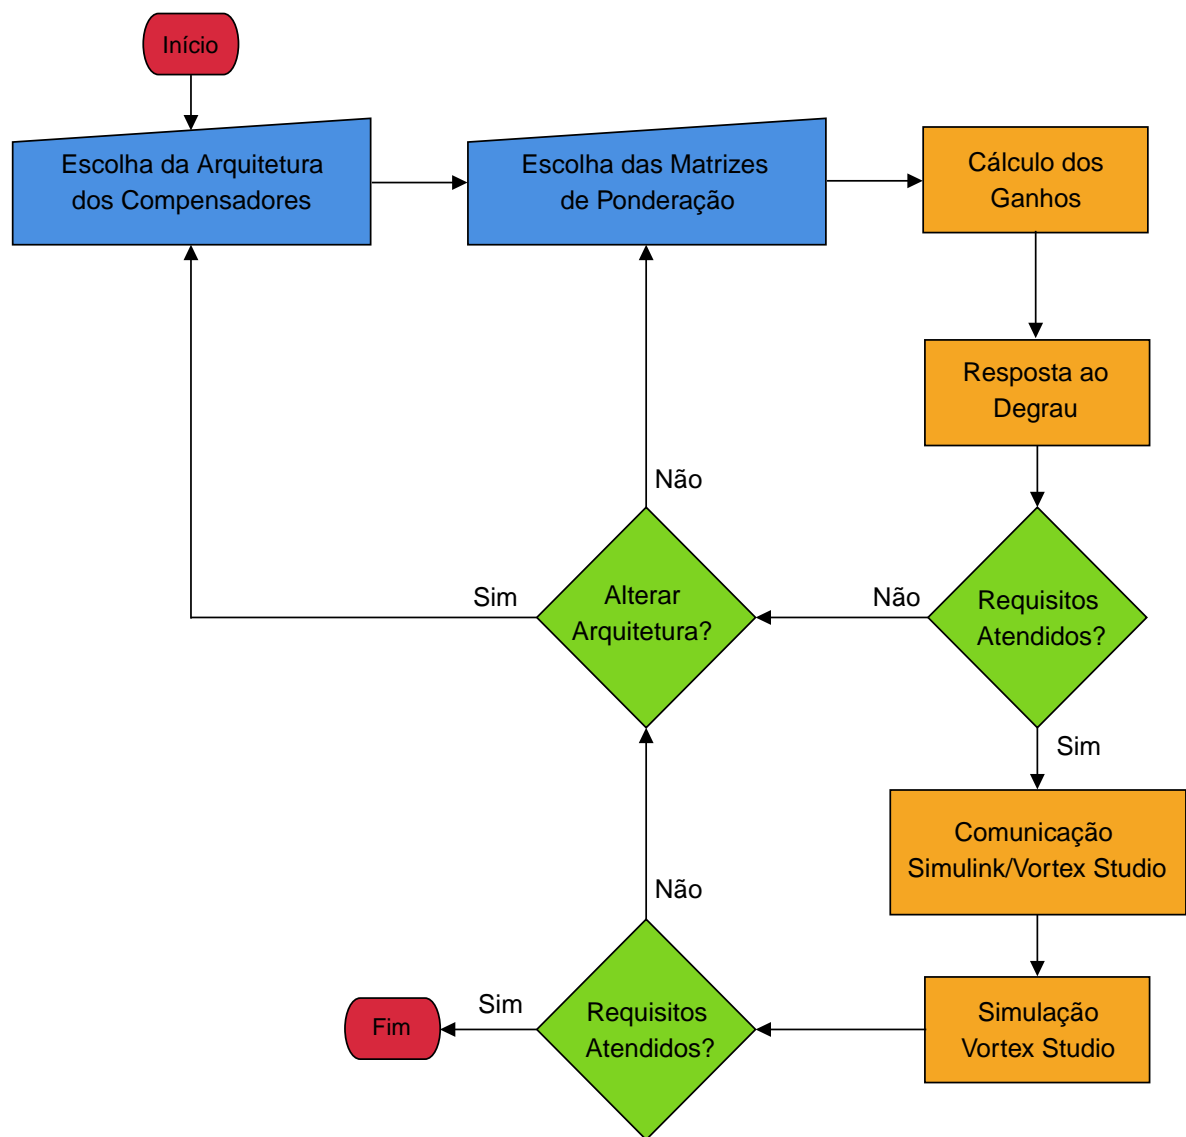 Início
Escolha da Arquitetura
dos Compensadores
Escolha das Matrizes
de Ponderação
Cálculo dos
Ganhos
Resposta ao
Degrau
Não
Sim
Alterar
Arquitetura?
Não
Requisitos
Atendidos?
Sim
Comunicação
Simulink/Vortex Studio
Não
Sim
Fim
Requisitos
Atendidos?
Simulação
Vortex Studio